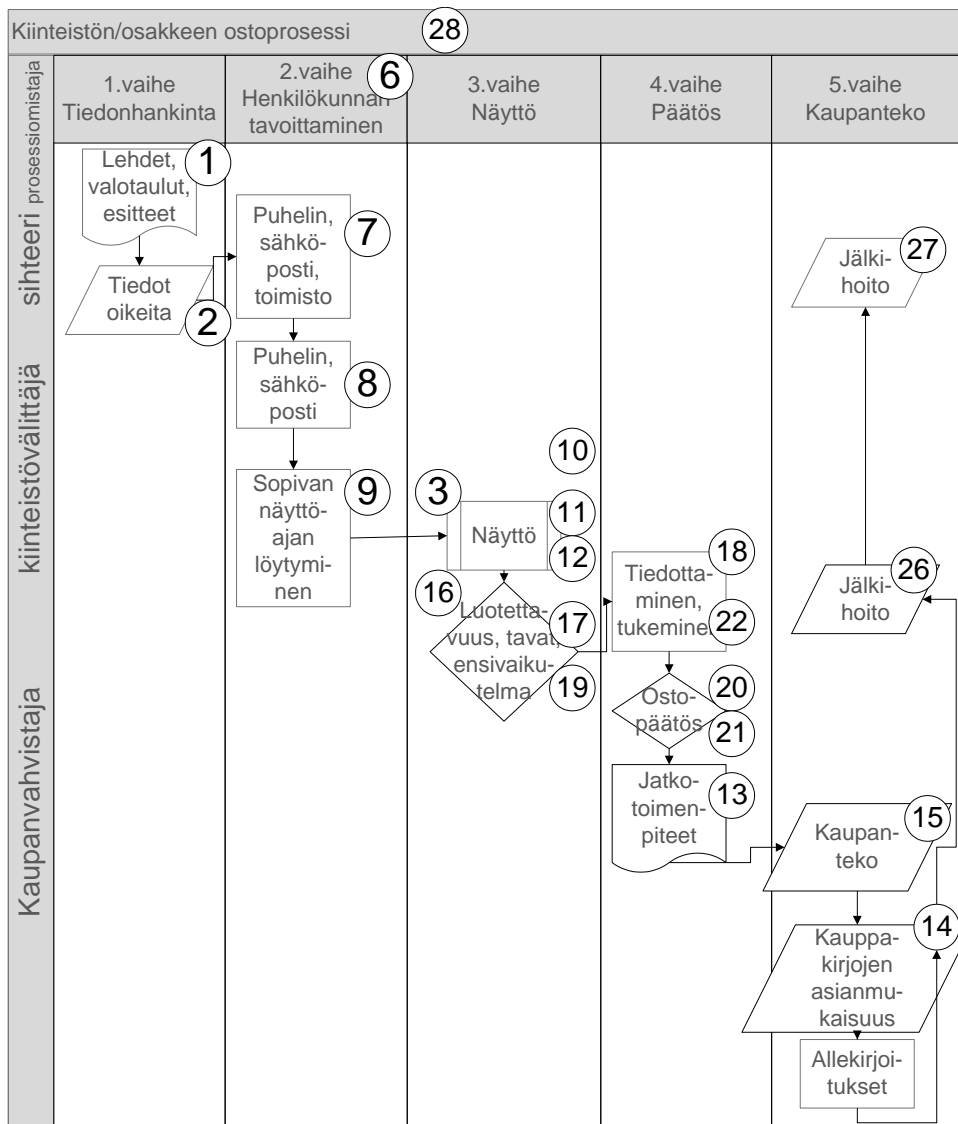 Kiinteistön/osakkeen ostoprosessi
28
prosessiomistaja
sihteeri
kiinteistövälittäjä
Kaupanvahvistaja
1.vaihe
Tiedonhankinta
2.vaihe
Henkilökunnan
tavoittaminen
6
3.vaihe
Näyttö
4.vaihe
Päätös
5.vaihe
Kaupanteko
Lehdet,
valotaulut,
esitteet
1
Tiedot
oikeita
2
Puhelin,
sähkö-
posti,
toimisto
7
Puhelin,
sähkö-
posti
8
Sopivan
näyttö-
ajan
löytymi-
nen
9
10
3
Näyttö
11
12
16
Luotetta-
vuus, tavat,
ensivaiku-
telma
17
19
18
Tiedotta-
minen,
tukemine
22
Osto-
päätös
20
21
Jatko-
toimen-
piteet
13
Jälki-
hoito
27
Jälki-
hoito
26
Kaupan-
teko
15
Kauppa-
kirjojen
asianmu-
kaisuus
14
Allekirjoi-
tukset